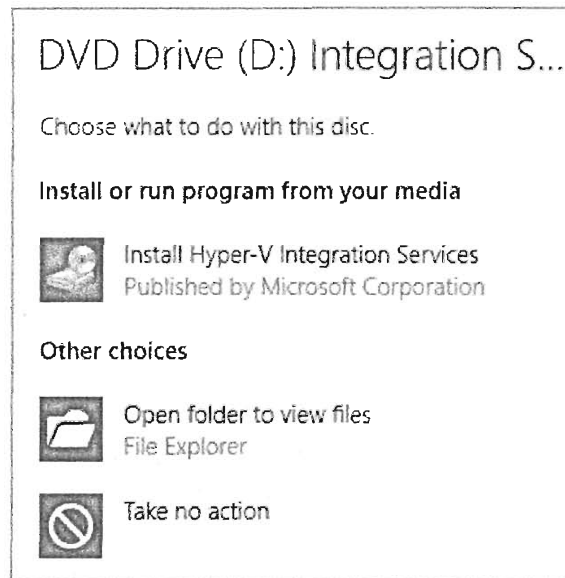 DVD Drive (D:) Integration S...
Choose what to do with this disc.
Install or run program from your media
Install Hyper-V Integration Services
Published by Microsoft Corporation
Other choices
Open folder to view files
File Explorer
Take no action